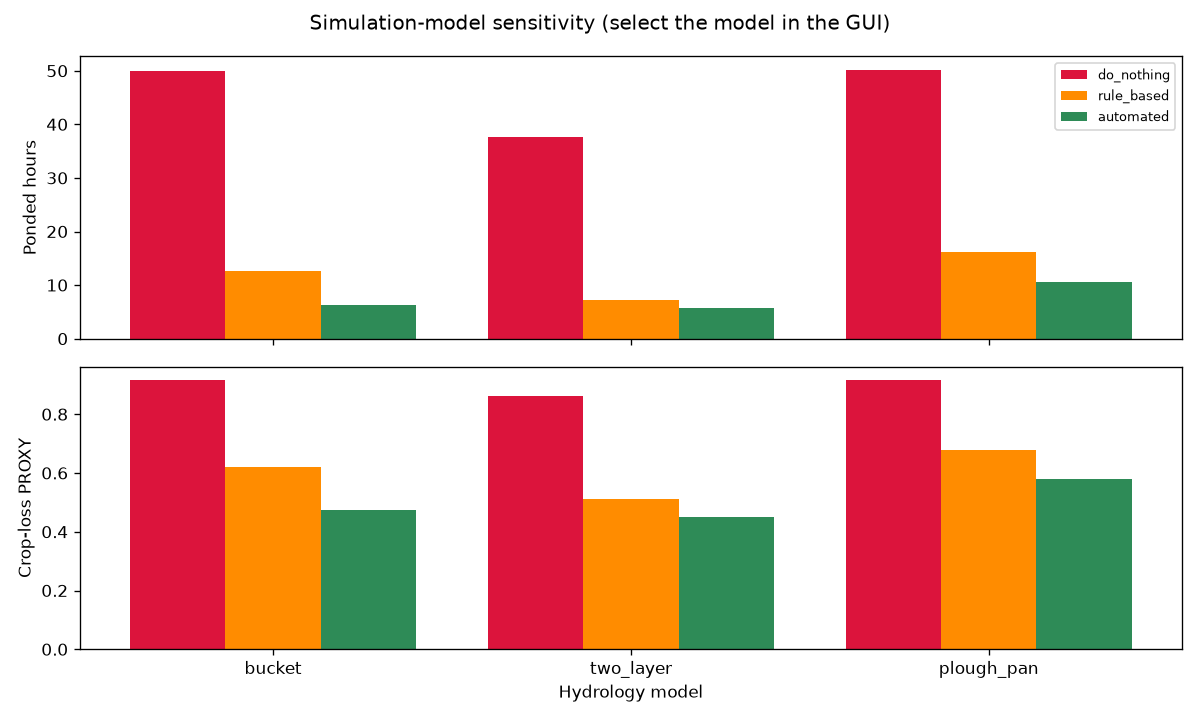 Simulation-model sensitivity (select the model in the GUI)
Ponded hours
50
40
30
20
10
0
do_nothing
rule_based
automated
Crop-loss PROXY
0.8
0.6
0.4
0.2
0.0
bucket
two_layer
plough_pan
Hydrology model